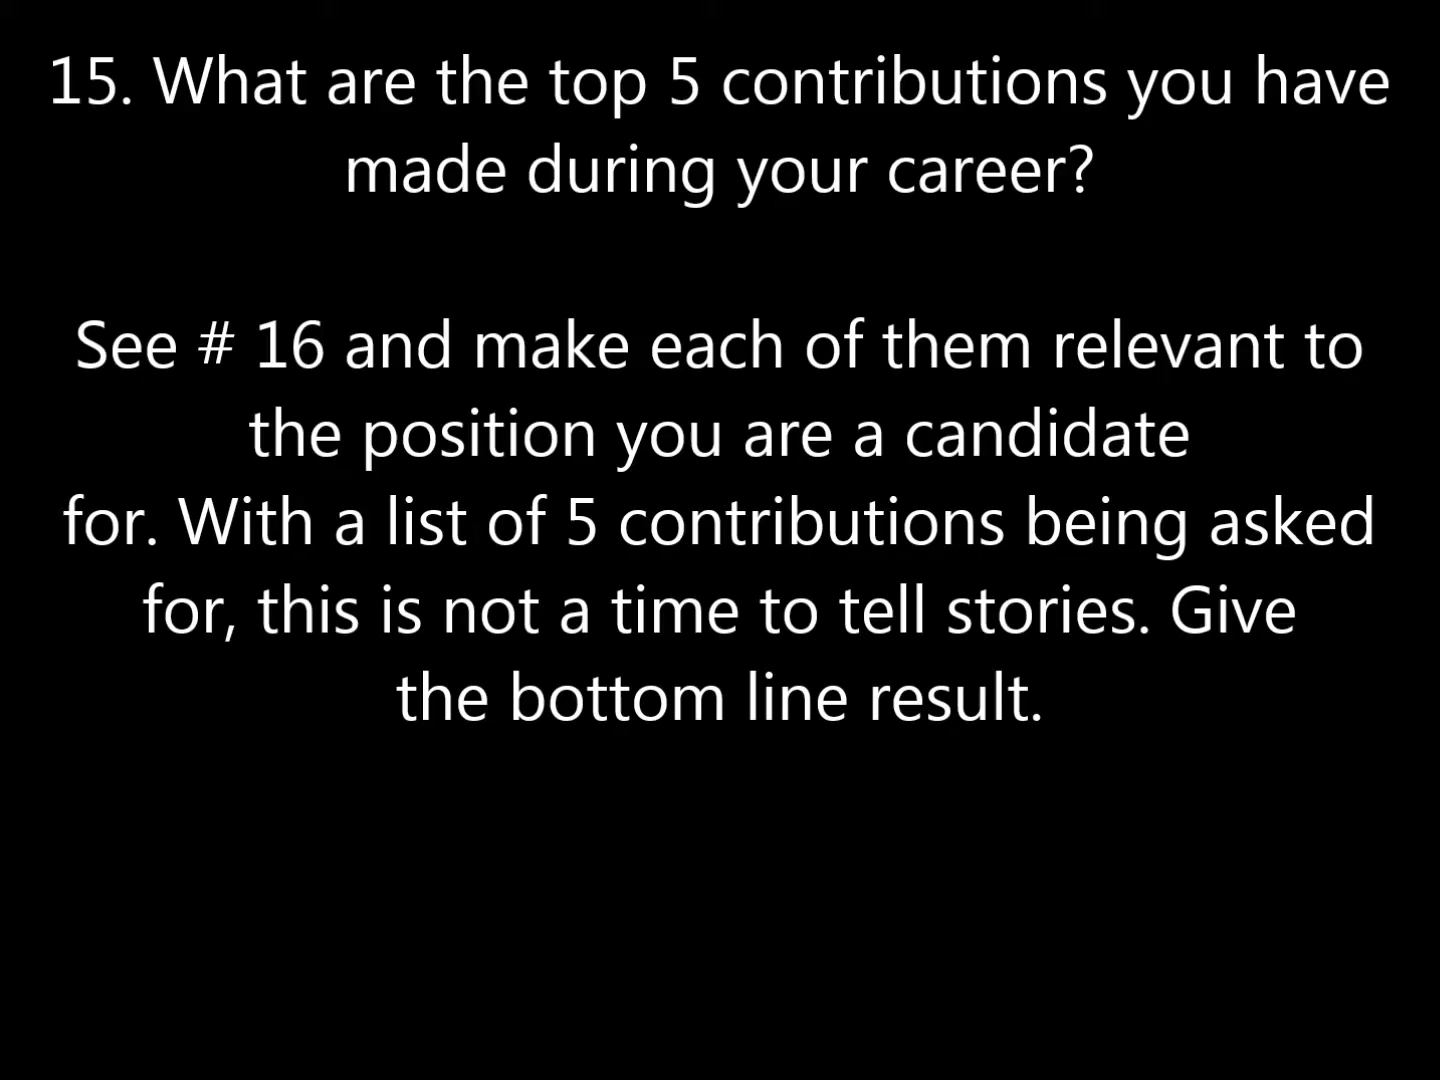 15. What are the top 5 contributions you have
made during your career?
See # 16 and make each of them relevant to
the position you are a candidate
for. With a list of 5 contributions being asked
for, this is not a time to tell stories. Give
the bottom line result.